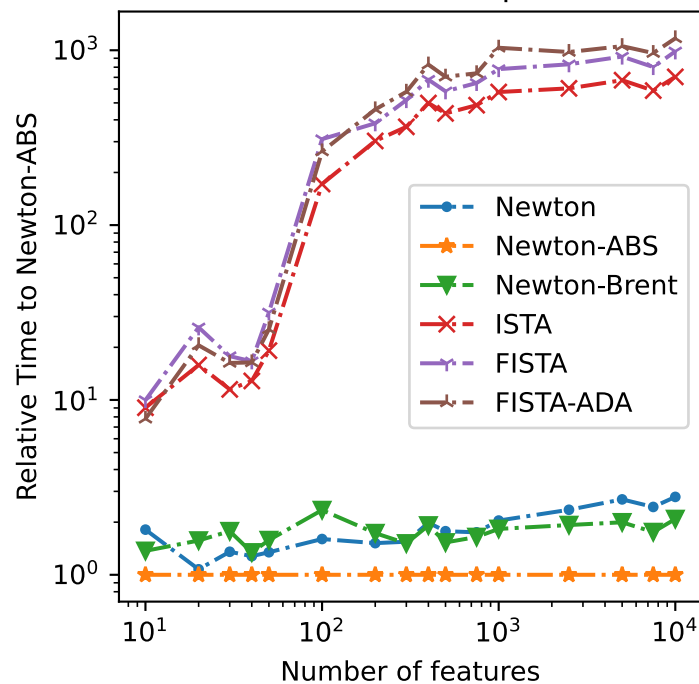 10³
10²
10¹
10⁰
Relative Time to Newton-ABS
Newton
Newton-ABS
Newton-Brent
ISTA
FISTA
FISTA-ADA
10¹
10²
10³
10⁴
Number of features